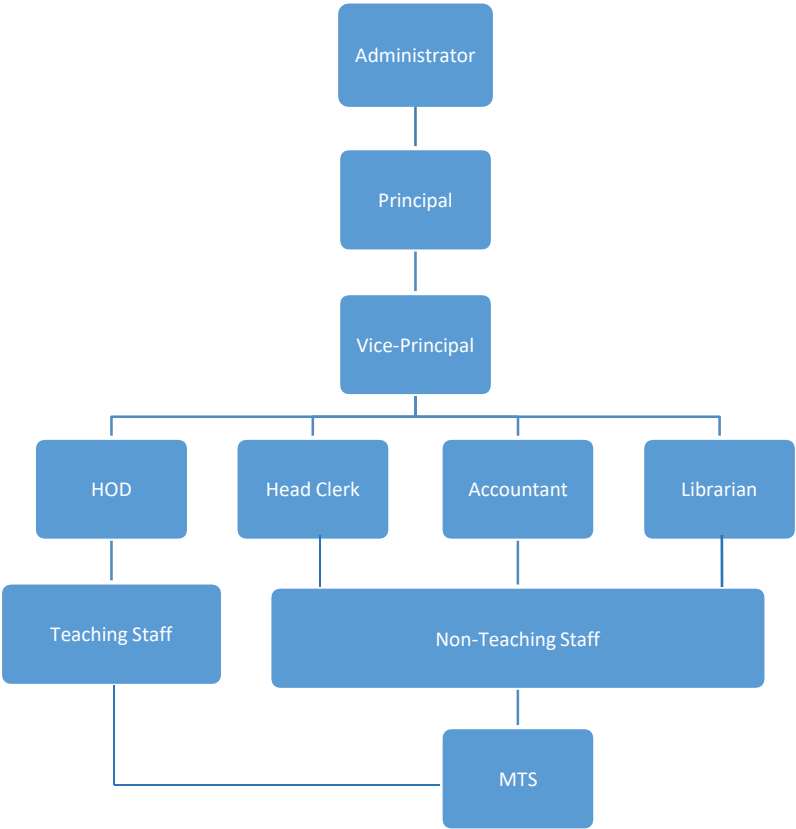 Administrator
Principal
Vice-Principal
HOD
Head Clerk
Accountant
Librarian
Teaching Staff
Non-Teaching Staff
MTS